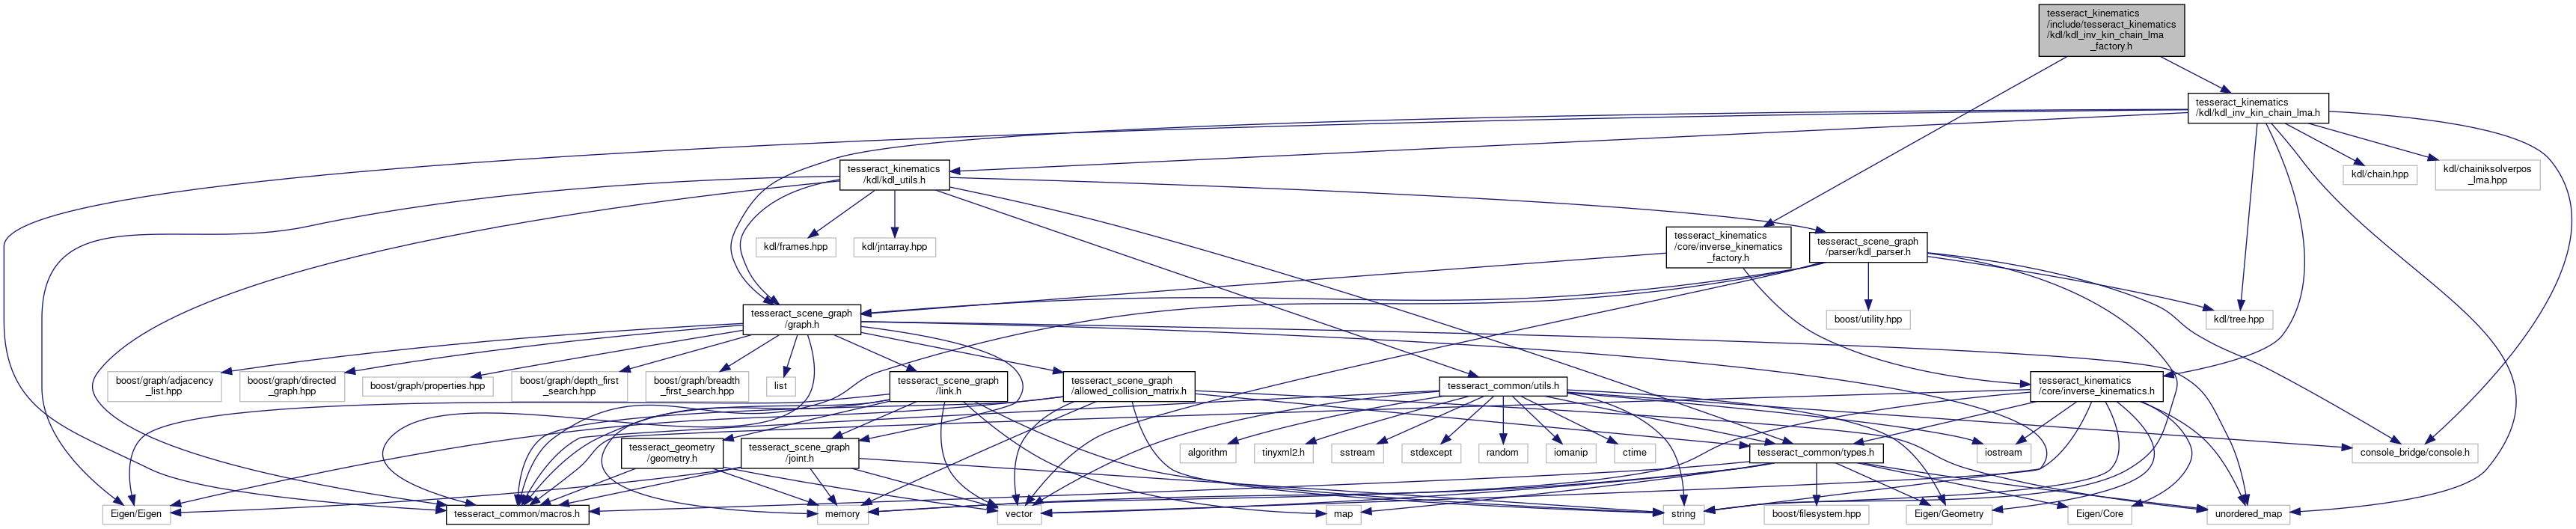 tesseract_kinematics
/include/tesseract_kinematics
/kdl/kdl_inv_kin_chain_lma
_factory.h
tesseract_kinematics
/kdl/kdl_inv_kin_chain_lma.h
tesseract_kinematics
/kdl/kdl_utils.h
kdl/chain.hpp
kdl/chainiksolverpos
_lma.hpp
kdl/frames.hpp
kdl/jntarray.hpp
tesseract_kinematics
/core/inverse_kinematics
_factory.h
tesseract_scene_graph
/parser/kdl_parser.h
tesseract_scene_graph
/graph.h
boost/utility.hpp
kdl/tree.hpp
boost/graph/adjacency
_list.hpp
boost/graph/directed
_graph.hpp
boost/graph/properties.hpp
boost/graph/depth_first
_search.hpp
boost/graph/breadth
_first_search.hpp
list
tesseract_scene_graph
/link.h
tesseract_scene_graph
/allowed_collision_matrix.h
tesseract_common/utils.h
tesseract_kinematics
/core/inverse_kinematics.h
tesseract_geometry
/geometry.h
tesseract_scene_graph
/joint.h
algorithm
tinyxml2.h
sstream
stdexcept
random
iomanip
ctime
tesseract_common/types.h
iostream
console_bridge/console.h
Eigen/Eigen
tesseract_common/macros.h
memory
vector
map
string
boost/filesystem.hpp
Eigen/Geometry
Eigen/Core
unordered_map